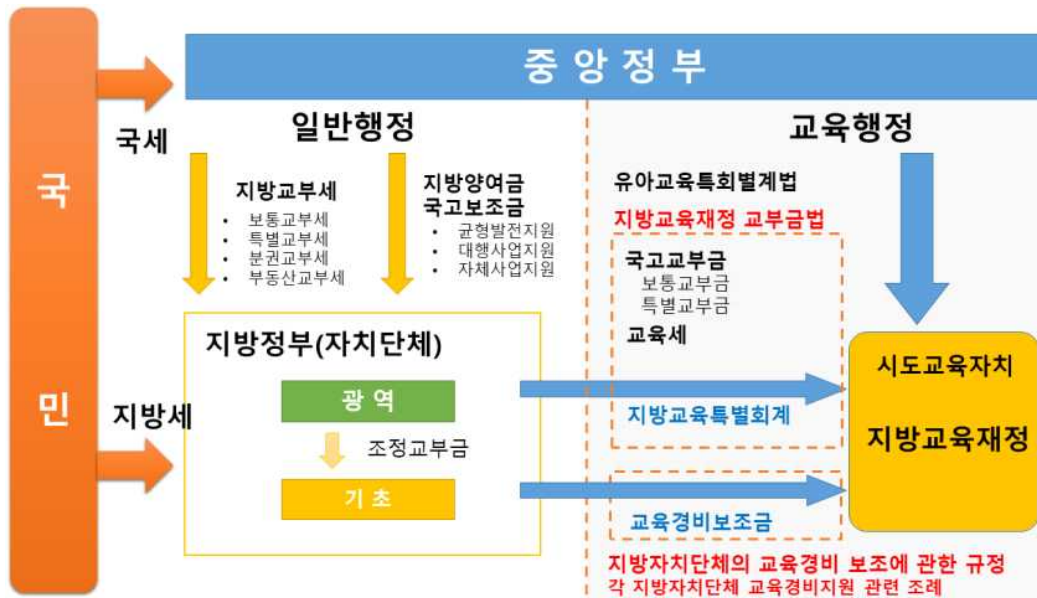 국
민
중 앙 정 부
국세
지방세
일반행정
지방교부세
• 보통교부세
• 특별교부세
• 분권교부세
• 부동산교부세
지방양여금
국고보조금
• 균형발전지원
• 대행사업지원
• 자체사업지원
지방정부(자치단체)
광 역
조정교부금
기 초
교육행정
유아교육특회별계법
지방교육재정 교부금법
국고교부금
보통교부금
특별교부금
교육세
지방교육특별회계
교육경비보조금
시도교육자치
지방교육재정
지방자치단체의 교육경비 보조에 관한 규정
각 지방자치단체 교육경비지원 관련 조례